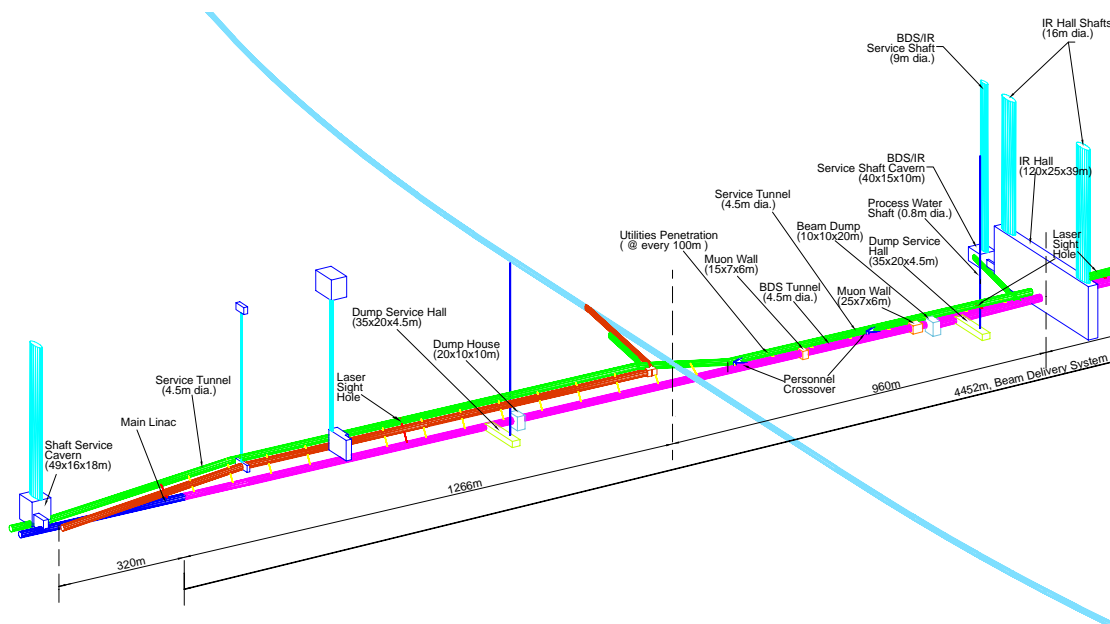 IR Hall Shafts
(16m dia.)
BDS/IR
Service Shaft
(9m dia.)
BDS/IR
Service Shaft Cavern
(40x15x10m)
IR Hall
(120x25x39m)
Service Tunnel
(4.5m dia.)
Process Water
Shaft (0.8m dia.)
Utilities Penetration
( @ every 100m )
Beam Dump
(10x10x20m)
Dump Service
Hall
(35x20x4.5m)
Laser
Sight
Hole
Muon Wall
(15x7x6m)
BDS Tunnel
(4.5m dia.)
Muon Wall
(25x7x6m)
Dump Service Hall
(35x20x4.5m)
Dump House
(20x10x10m)
Personnel
Crossover
Service Tunnel
(4.5m dia.)
Laser
Sight
Hole
Main Linac
Shaft Service
Cavern
(49x16x18m)
960m
4452m, Beam Delivery System
1266m
320m